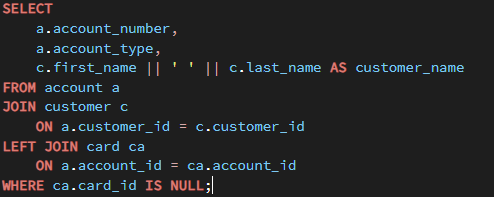 SELECT
    a.account_number,
    a.account_type,
    c.first_name || ' ' || c.last_name AS customer_name
FROM account a
JOIN customer c
    ON a.customer_id = c.customer_id
LEFT JOIN card ca
    ON a.account_id = ca.account_id
WHERE ca.card_id IS NULL;